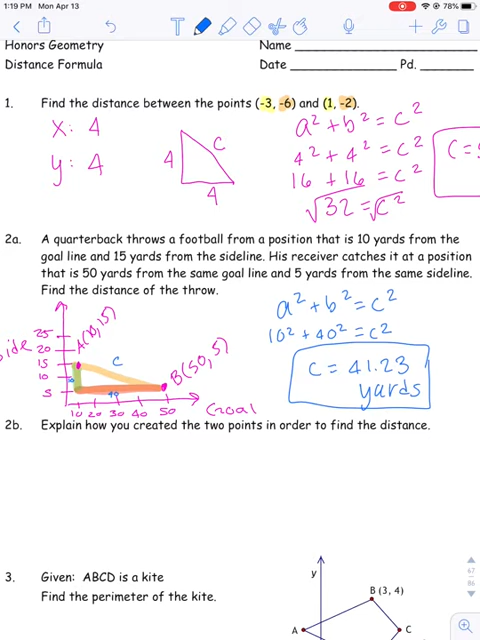 1:19 PM Mon Apr 13
78%
Honors Geometry
Name
Distance Formula
Date Pd.
1. Find the distance between the points (-3, -6) and (1, -2).
x: 4
y: 4
4
c
4
a² + b² = c²
4² + 4² = c²
16 + 16 = c²
√32 = √c²
2a. A quarterback throws a football from a position that is 10 yards from the
goal line and 15 yards from the sideline. His receiver catches it at a position
that is 50 yards from the same goal line and 5 yards from the same sideline.
Find the distance of the throw.
25
20
15
10
5
A(10,15)
c
B(50,5)
40
10 20 30 40 50
Goal
a² + b² = c²
10² + 40² = c²
c = 41.23
yards
2b. Explain how you created the two points in order to find the distance.
3. Given: ABCD is a kite
Find the perimeter of the kite.
y
B (3, 4)
A
C
67
86